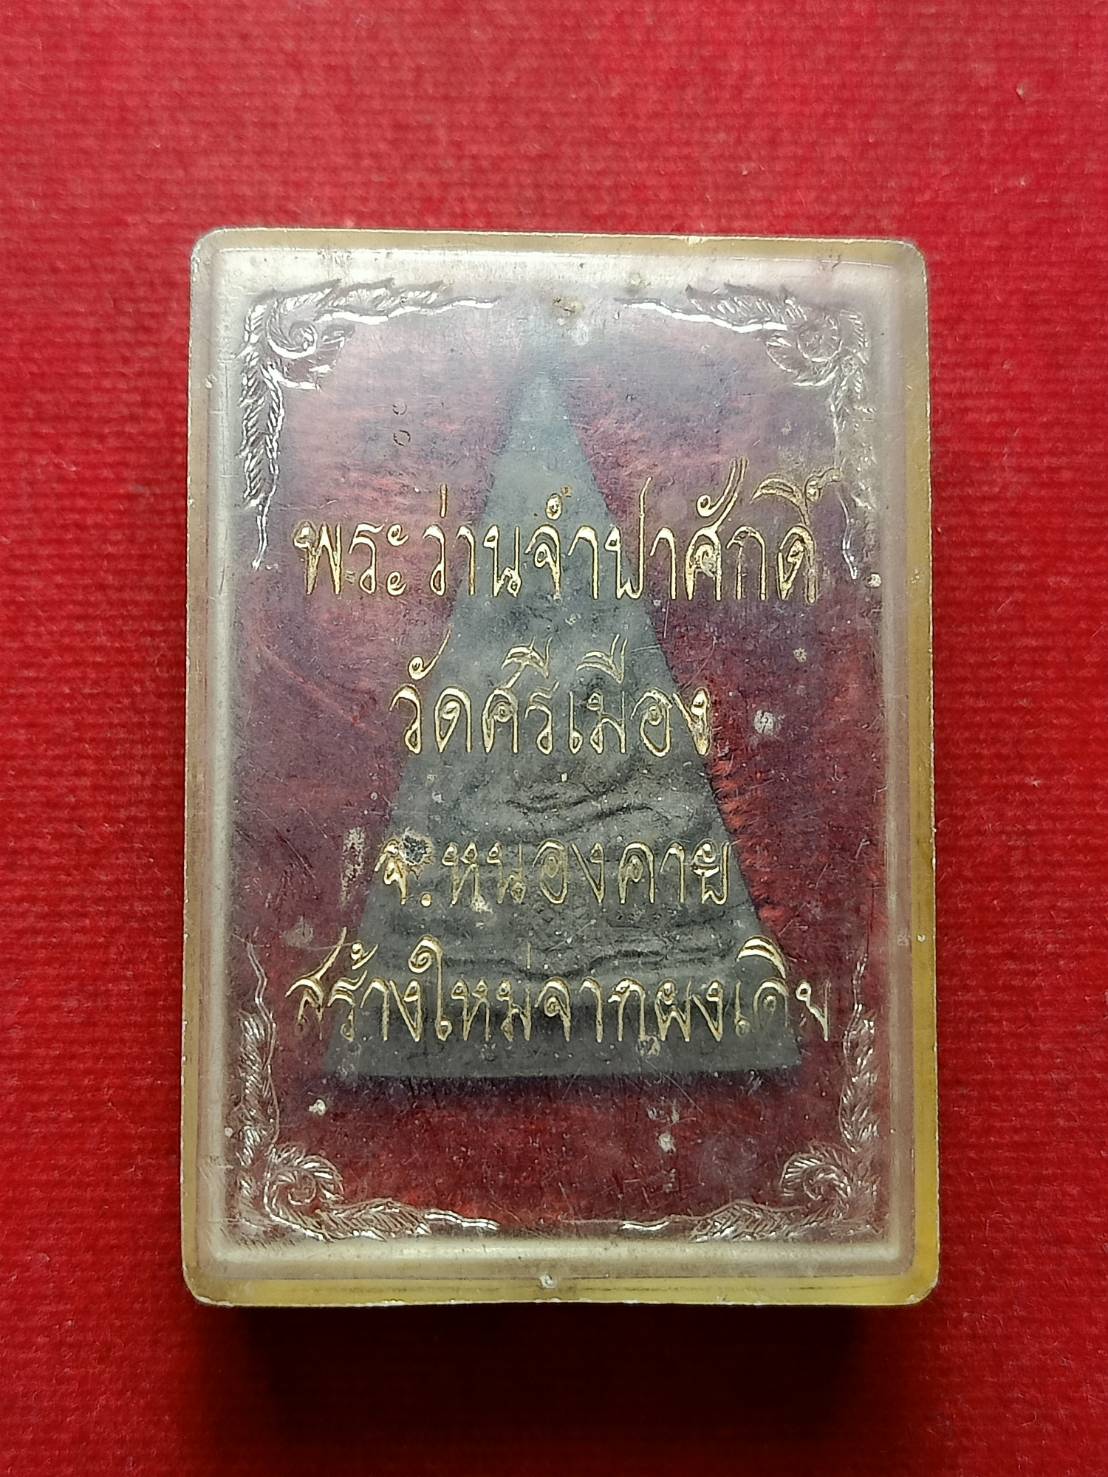 พระว่านจำปาศักดิ์
วัดศรีเมือง
จ.หนองคาย
สร้างใหม่จากผงเดิม